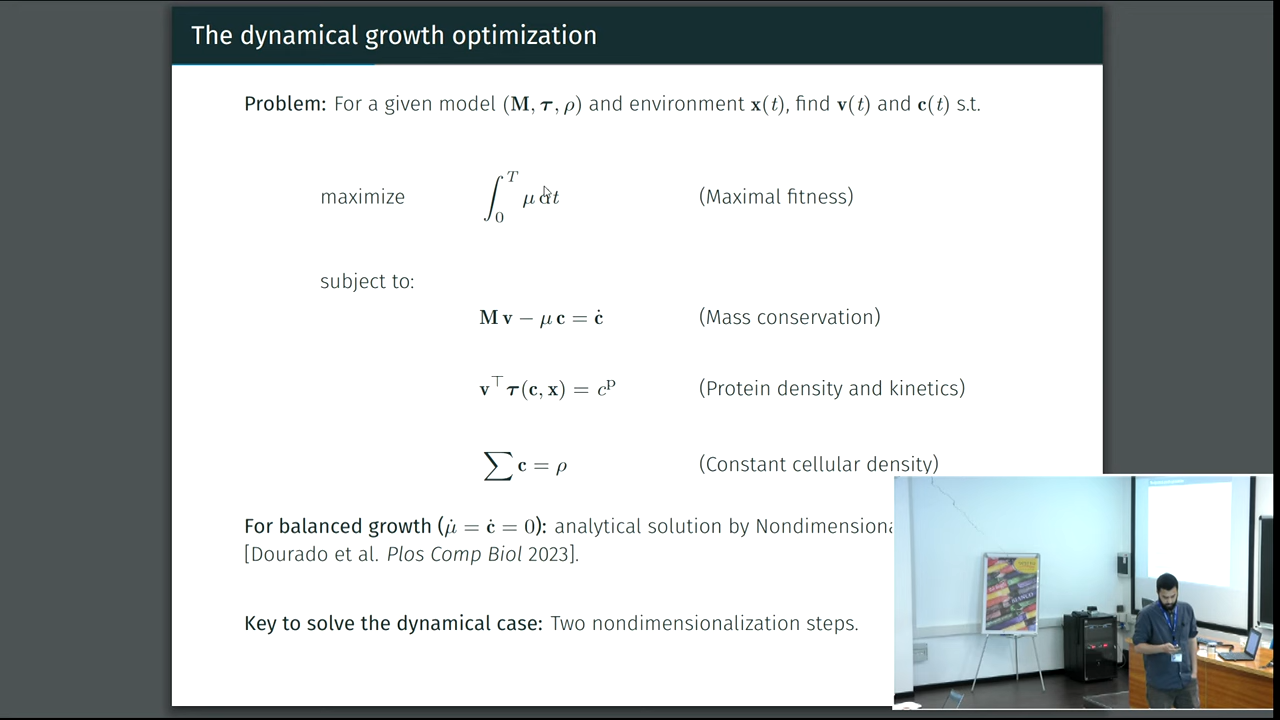 The dynamical growth optimization
Problem: For a given model (M, τ, ρ) and environment x(t), find v(t) and c(t) s.t.
maximize ∫₀ᵀ μ dt (Maximal fitness)
subject to:
M v − μ c = ċ (Mass conservation)
v⊤ τ(c, x) = cᵖ (Protein density and kinetics)
∑ c = ρ (Constant cellular density)
For balanced growth (μ̇ = ċ = 0): analytical solution by
[Dourado et al. Plos Comp Biol 2023].
Key to solve the dynamical case: Two nondimensionalization steps.